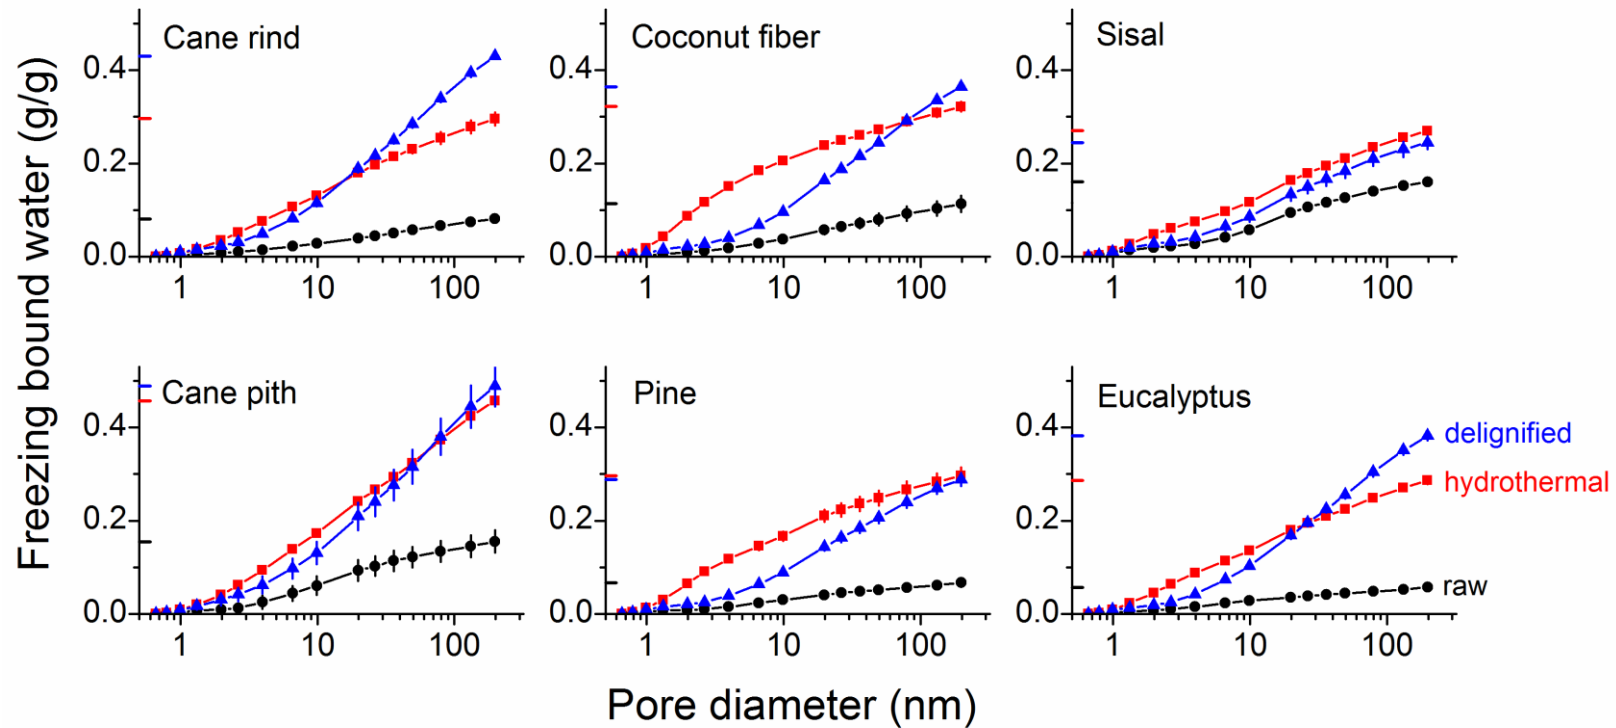 Freezing bound water (g/g)
Cane rind
0.4
0.2
0.0
1 10 100
Coconut fiber
0.4
0.2
0.0
1 10 100
Sisal
0.4
0.2
0.0
1 10 100
Cane pith
0.4
0.2
0.0
1 10 100
Pine
0.4
0.2
0.0
1 10 100
Eucalyptus
0.4
0.2
0.0
1 10 100
delignified
hydrothermal
raw
Pore diameter (nm)